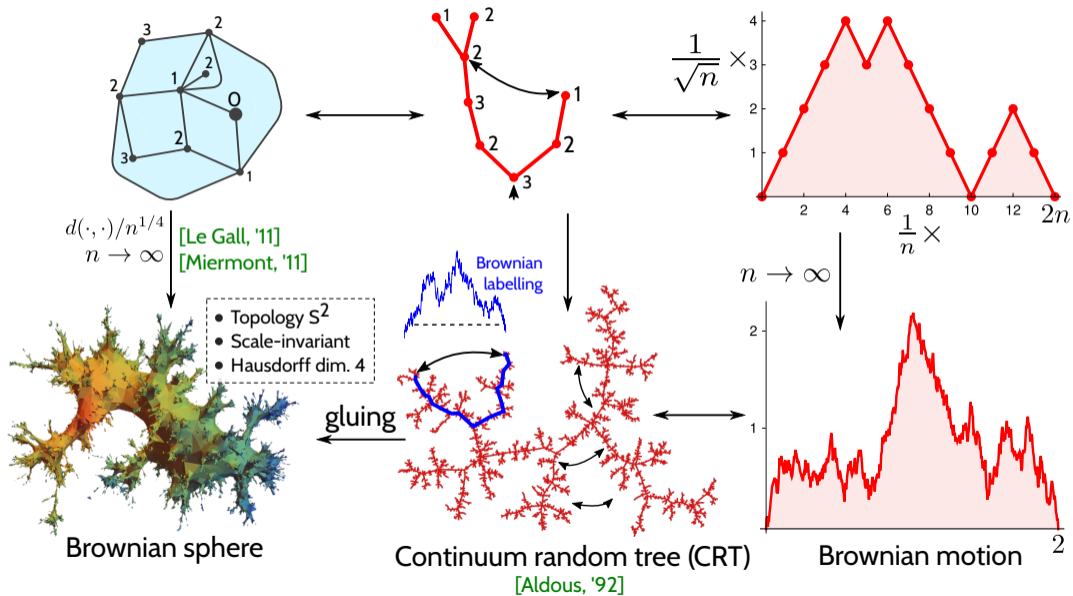 3
2
2
1
2
O
2
3
1
1
2
2
3
1
2
2
3
1/√n ×
4
3
2
1
2 4 6 8 10 12 2n
1/n ×
d(·,·)/n^{1/4}
n → ∞
[Le Gall, '11]
[Miermont, '11]
Brownian
labelling
n → ∞
• Topology S²
• Scale-invariant
• Hausdorff dim. 4
gluing
2
1
2
Brownian sphere
Continuum random tree (CRT)
[Aldous, '92]
Brownian motion